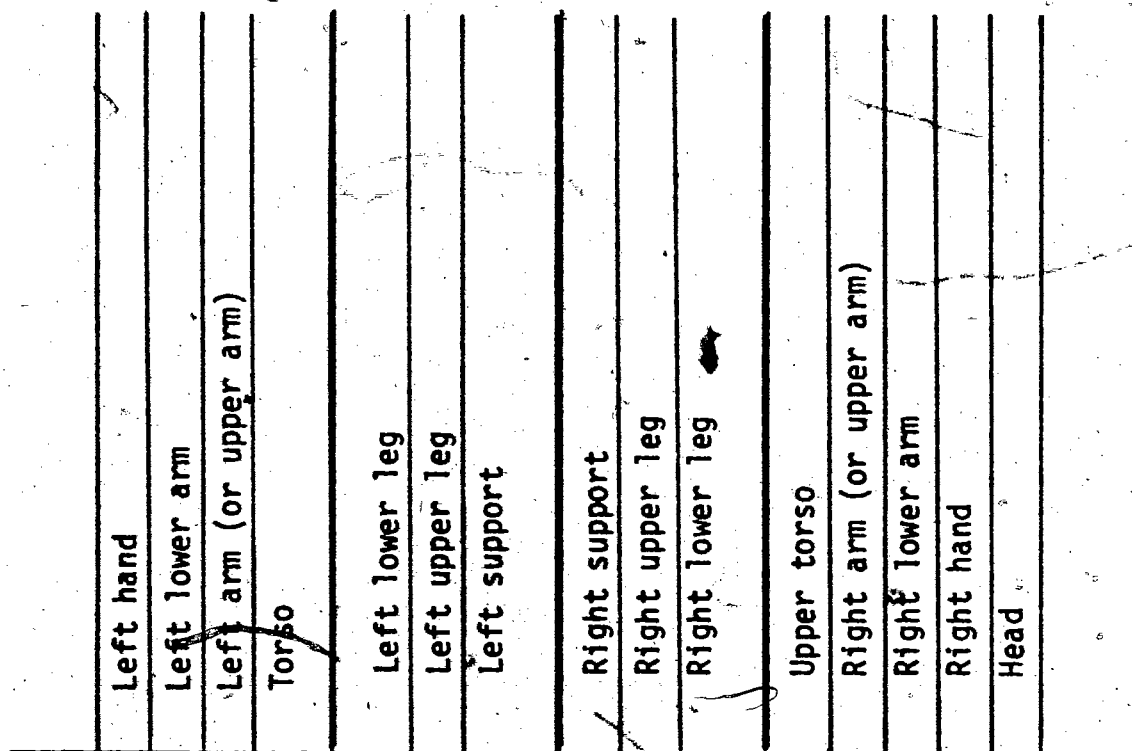 Left hand
Left lower arm
Left arm (or upper arm)
Torso
Left lower leg
Left upper leg
Left support
Right support
Right upper leg
Right lower leg
Upper torso
Right arm (or upper arm)
Right lower arm
Right hand
Head